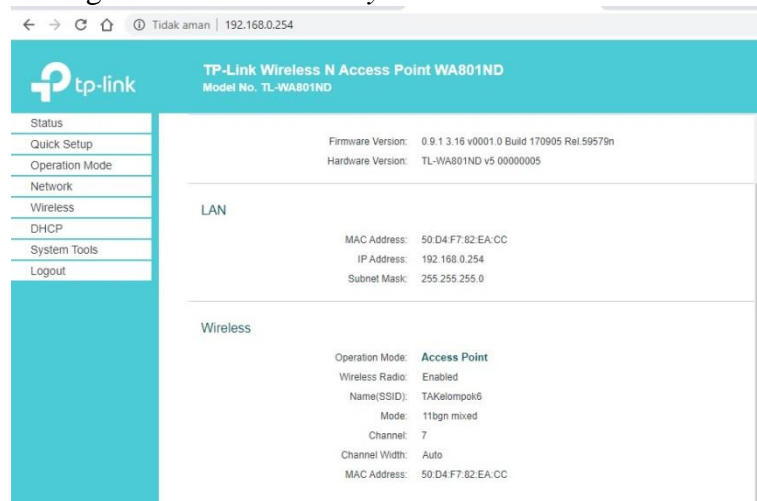 Tidak aman | 192.168.0.254
tp-link
TP-Link Wireless N Access Point WA801ND
Model No. TL-WA801ND
Status
Quick Setup
Operation Mode
Network
Wireless
DHCP
System Tools
Logout
Firmware Version: 0.9.1 3.16 v0001.0 Build 170905 Rel.59579n
Hardware Version: TL-WA801ND v5 00000005
LAN
MAC Address: 50:D4:F7:82:EA:CC
IP Address: 192.168.0.254
Subnet Mask: 255.255.255.0
Wireless
Operation Mode: Access Point
Wireless Radio: Enabled
Name(SSID): TAKelompok6
Mode: 11bgn mixed
Channel: 7
Channel Width: Auto
MAC Address: 50:D4:F7:82:EA:CC